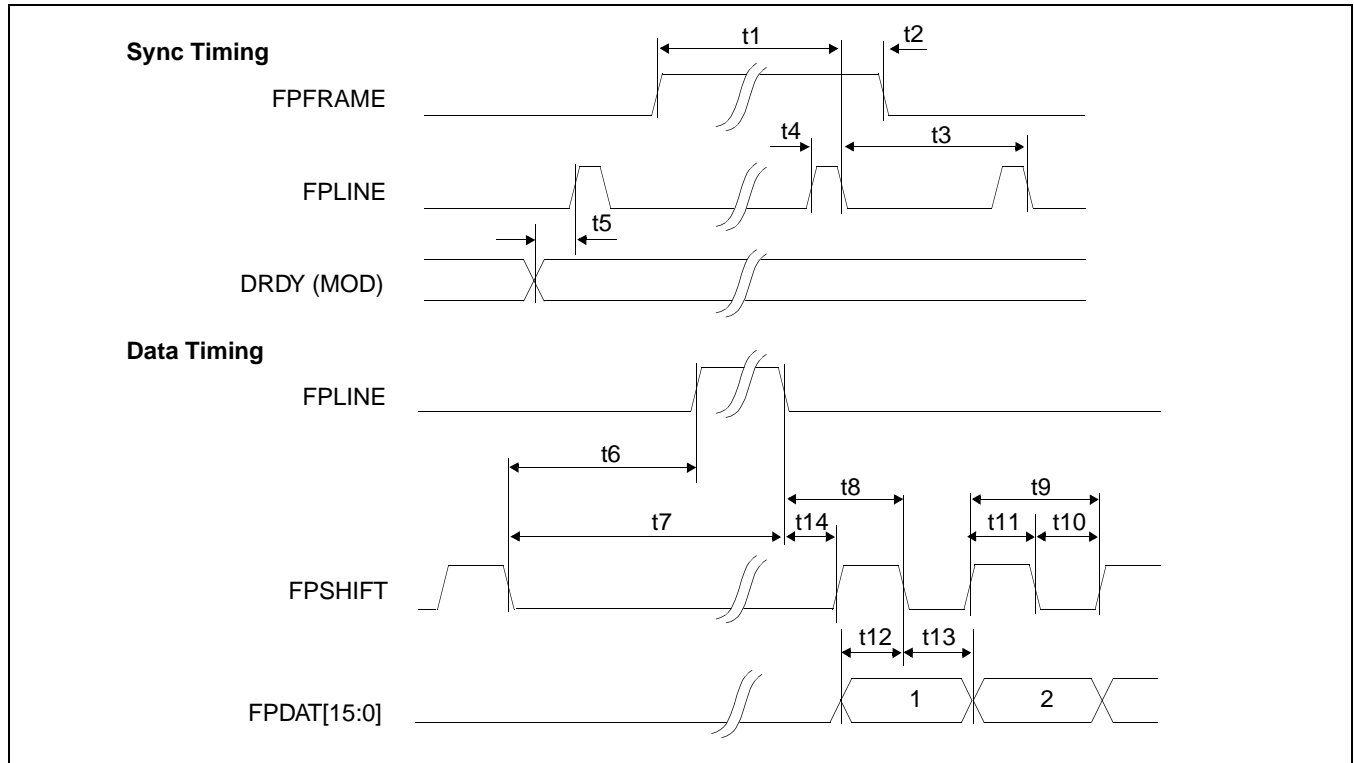 Sync Timing
t1
t2
FPFRAME
t4
t3
FPLINE
t5
DRDY (MOD)
Data Timing
FPLINE
t6
t8
t9
t7
t14
t11
t10
FPSHIFT
t12
t13
FPDAT[15:0]
1
2